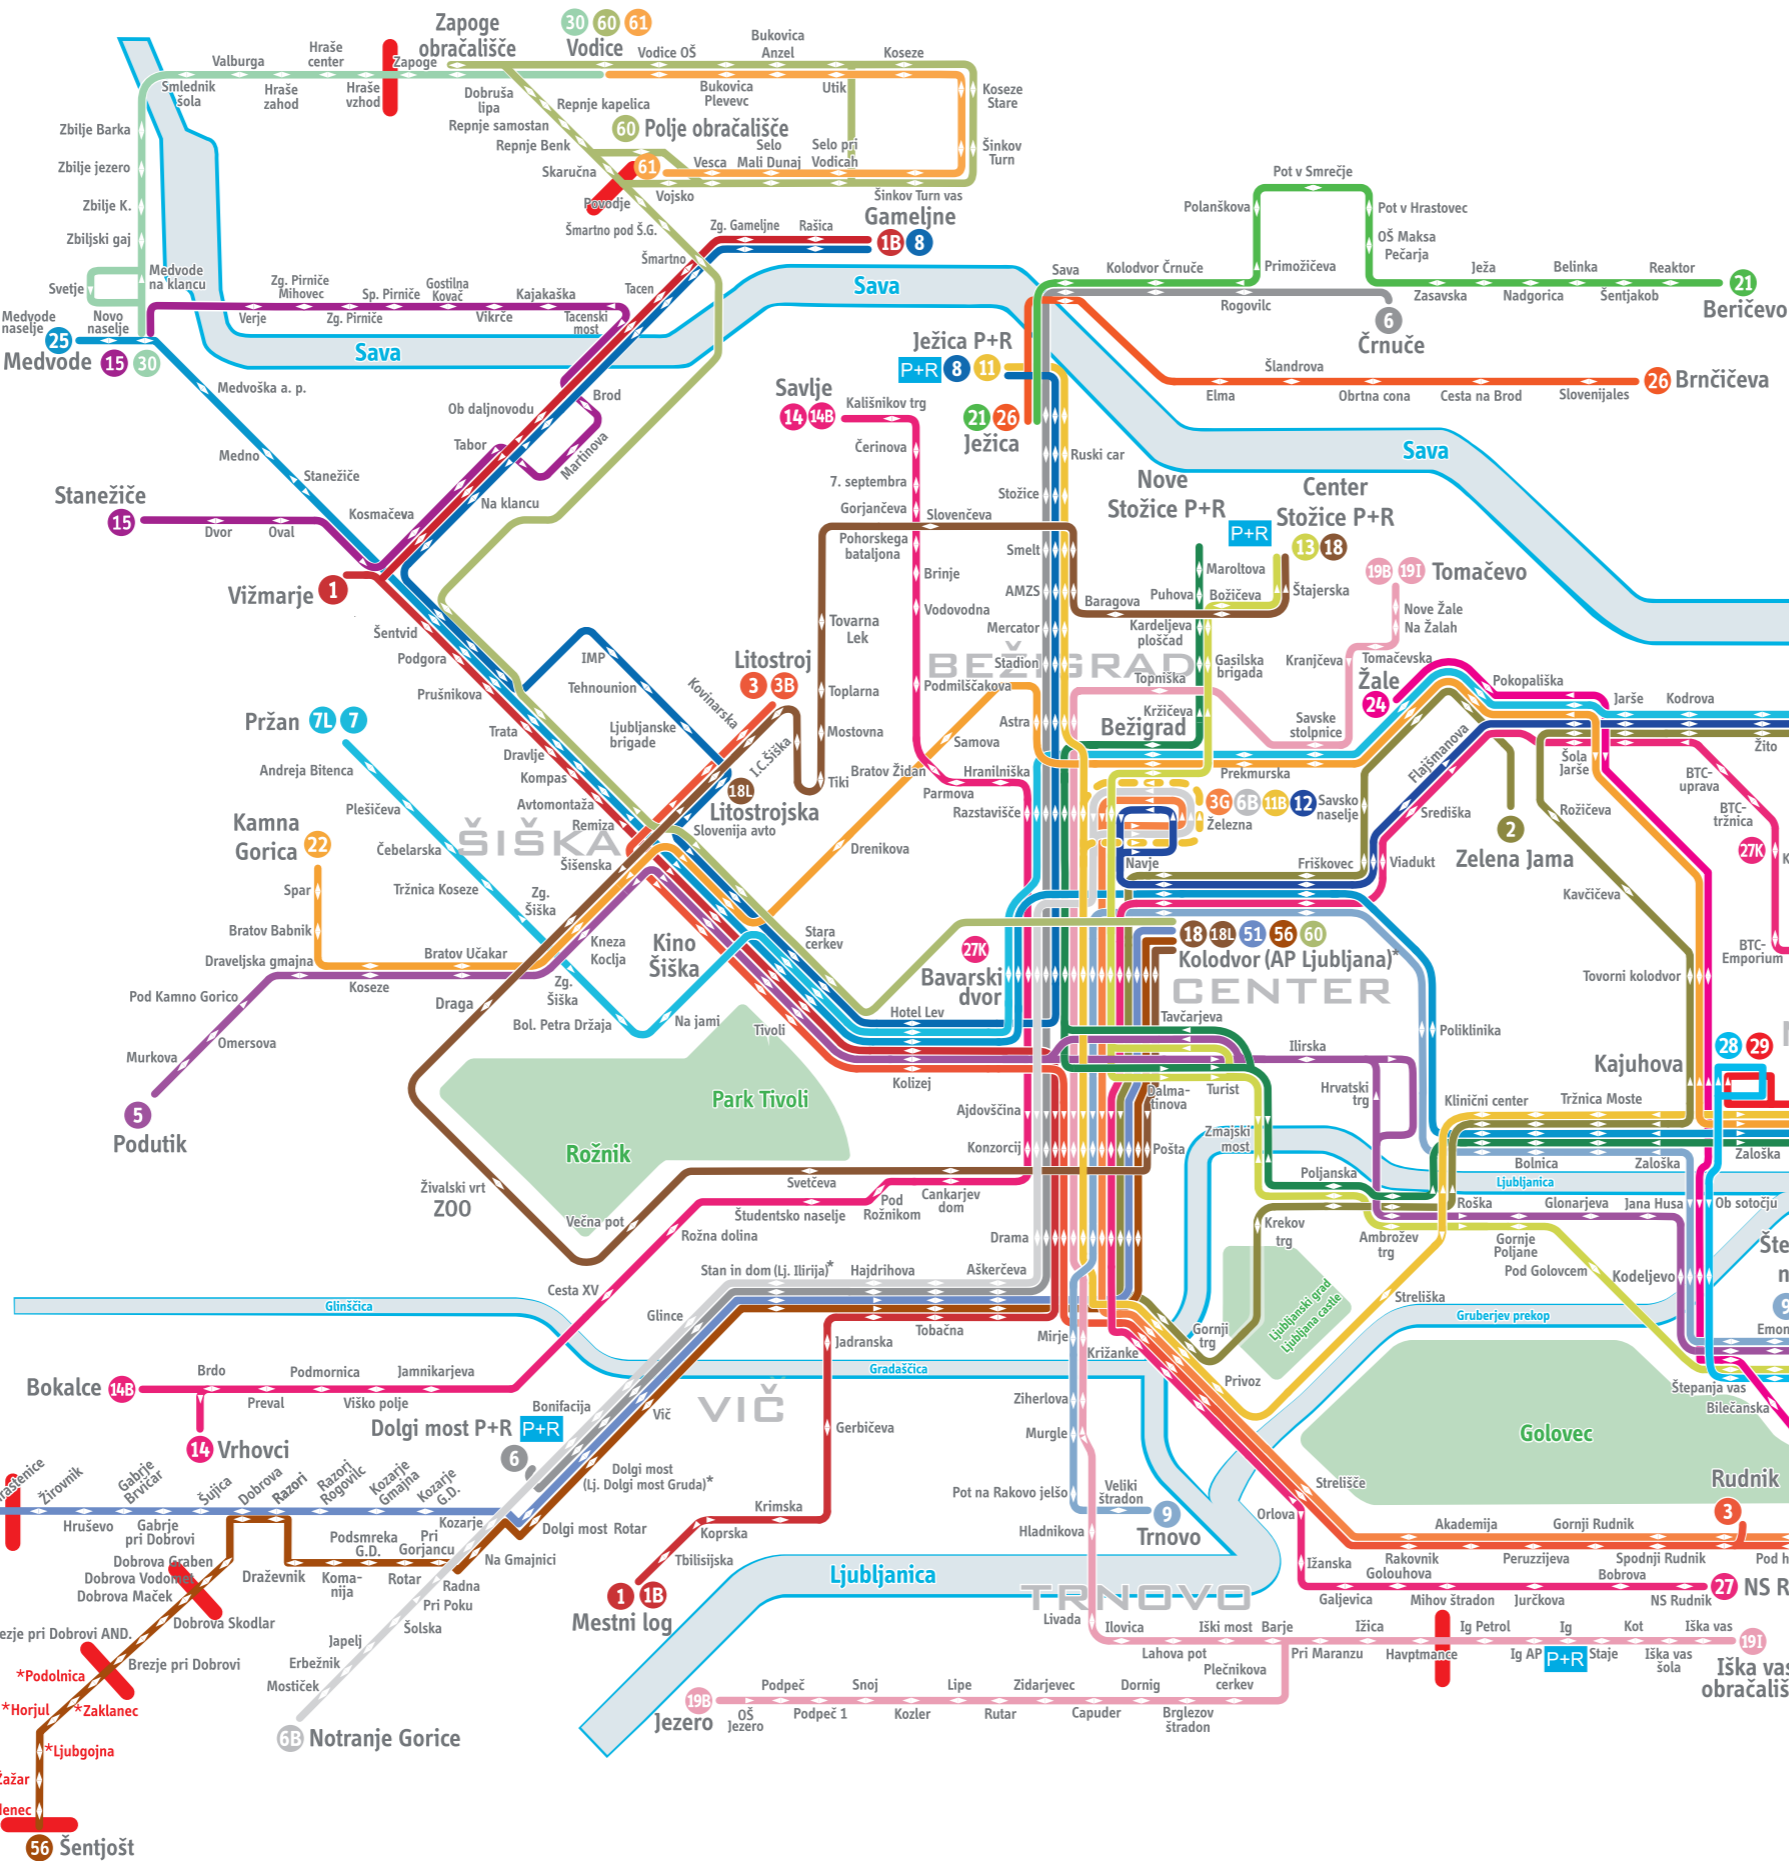 Zapoge
obračališče
30 60 61
Vodice
Vodice OŠ
Bukovica
Anzel
Koseze
Hraše
center
Valburga
Zapoge
Smlednik
šola
Hraše
zahod
Hraše
vzhod
Dobruša
lipa
Bukovica
Plevevc
Utik
Koseze
Stare
Repnje kapelica
Repnje samostan
60 Polje obračališče
Zbilje Barka
Repnje Benk
Selo
Mali Dunaj
Selo pri
Vodicah
Vesca
Šinkov
Turn
Zbilje jezero
Skaručna
61
Pot v Smrečje
Zbilje K.
Povodje
Vojsko
Šinkov Turn vas
Polanškova
Pot v Hrastovec
Gameljne
1B 8
Zbiljski gaj
Šmartno pod Š.G.
Zg. Gameljne
Rašica
OŠ Maksa
Pečarja
Šmartno
Medvode
na klancu
Sava
Kolodvor Črnuče
Primožičeva
Ježa
Belinka
Reaktor
21
Beričevo
Svetje
Zg. Pirniče
Mihovec
Sp. Pirniče
Gostilna
Kovač
Kajakaška
Tacen
Sava
Zasavska
Nadgorica
Šentjakob
Rogovilc
Medvode
naselje
Novo
naselje
Verje
Zg. Pirniče
Vikrče
Tacenski
most
6
Črnuče
25
Medvode 15 30
Sava
Ježica P+R
P+R 8 11
Medvoška a. p.
Šlandrova
26 Brnčičeva
Savlje
14 14B
Kališnikov trg
Brod
Ob daljnovodu
Elma
Obrtna cona
Cesta na Brod
Slovenijales
21 26
Ježica
Tabor
Martinova
Černova
Ruski car
Sava
Medno
Stanežiče
7. septembra
Stožice
Nove
Stožice P+R
Center
Stožice P+R
P+R
13 18
Stanežiče
15
Kosmačeva
Na klancu
Gorjančeva
Slovenčeva
Dvor
Oval
Pohorskega
bataljona
Smelt
Maroltova
Brinje
AMZS
Puhova
Božičeva
Štajerska
19B 19I Tomačevo
Vižmarje 1
Baragova
Vodovodna
Nove Žale
Na Žalah
Šentvid
Tovarna
Lek
Mercator
Kardeljeva
ploščad
Podgora
IMP
Litostroj
3 3B
BEŽIGRAD
Stadion
Gasilska
brigada
Kranjčeva
Tomačevska
Žale
24
Pokopališka
Prušnikova
Tehnounion
Kovinarska
Toplarna
Podmilščakova
Topniška
Jarše
Kodrova
Pržan 7L 7
Trata
Ljubljanske
brigade
Mostovna
Astra
Kržičeva
Bežigrad
Savske
stolpnice
Žito
Dravlje
I.C.Šiška
Samova
Flajšmanova
Šola
Jarše
Andreja Bitenca
Kompas
Tiki
Bratov Židan
Hranilniška
Prekmurska
BTC-
uprava
Plešičeva
Avtomontaža
18L
Litostrojska
Parmova
Razstavišče
3G 6B 11B 12
Savsko
naselje
Središka
Rožičeva
BTC-
tržnica
Kamna
Gorica 22
Remiza
ŠIŠKA
Slovenija avto
Železna
2
Zelena Jama
27K
Čebelarska
Drenikova
Navje
Friškovec
Viadukt
Šišenska
Spar
Tržnica Koseze
Zg.
Šiška
Kavčičeva
Bratov Babnik
Kneza
Koclja
Kino
Šiška
Stara
cerkev
27K
18 18L 51 56 60
Kolodvor (AP Ljubljana)*
BTC-
Emporium
Bratov Učakar
Draveljska gmajna
Bavarski
dvor
CENTER
Tovorni kolodvor
Koseze
Zg.
Šiška
Pod Kamno Gorico
Draga
Bol. Petra Držaja
Na jami
Tivoli
Hotel Lev
Tavčarjeva
Poliklinika
Omersova
Ilirska
28 29
Kajuhova
Murkova
Kolizej
Park Tivoli
Hrvatski
trg
Dalma-
tinova
Turist
5
Podutik
Ajdovščina
Klinični center
Tržnica Moste
Rožnik
Konzorcij
Pošta
Zmajski
most
Bolnica
Zaloška
Zaloška
Živalski vrt
ZOO
Svetčeva
Poljanska
Ljubljanica
Cankarjev
dom
Pod
Rožnikom
Študentsko naselje
Večna pot
Rožna dolina
Roška
Glonarjeva
Jana Husa
Ob sotočju
Drama
Krekov
trg
Ambrožev
trg
Gornje
Poljane
Stan in dom (Lj. Ilirija)*
Hajdrihova
Aškerčeva
Pod Golovcem
Kodeljevo
Cesta XV
Ljubljanski grad
Ljubljana castle
Streliška
Glinščica
Glince
Gruberjev prekop
Mirje
Gornji
trg
Jadranska
Tobačna
Križanke
Brdo
Podmornica
Jamnikarjeva
Gradaščica
Privoz
Bokalce 14B
Preval
Viško polje
VIČ
Ziherlova
Štepanja vas
Bilečanska
Bonifacija
Vič
Dolgi most P+R P+R
6
14 Vrhovci
Gerbičeva
Murgle
Golovec
Dolgi most
(Lj. Dolgi most Gruda)*
Rudnik
3
Žirovnik
Gabrje
Brvičar
Šujica
Dobrova
Razori
Razori
Rogovilc
Kozarje
Gmajna
Kozarje
G.D.
Pot na Rakovo jelšo
Veliki
štradon
9
Trnovo
Strelišče
Orlova
Hruševo
Gabrje
pri Dobrovi
Kozarje
Dolgi most Rotar
Krimska
Koprska
Hladnikova
Akademija
Gornji Rudnik
Podsmreka
G.D.
Pri
Gorjancu
Dobrova Graben
Dobrova Vodomet
Dobrova Maček
Na Gmajnici
Tbilisijska
Ljubljanica
Ižanska
Rakovnik
Peruzzijeva
Spodnji Rudnik
Draževnik
Koma-
nija
Rotar
Radna
Golouhova
Bobrova
27
Pri Poku
1 1B
Mestni log
TRNOVO
Livada
Galjevica
Mihov štradon
Jurčkova
NS Rudnik
Dobrova Skodlar
Šolska
Ilovica
Iški most
Barje
Ižica
Ig Petrol
Ig
Kot
Iška vas
19I
Japelj
Brezje pri Dobrovi
Erbežnik
Lahova pot
Pri Maranzu
Havptmance
Ig AP P+R Staje
Iška vas
šola
*Podolnica
Mostiček
Plečnikova
cerkev
*Horjul
*Zaklanec
19B
Jezero
OŠ
Jezero
Podpeč
Podpeč 1
Snoj
Kozler
Lipe
Rutar
Zidarjevec
Capuder
Dornig
Brglezov
štradon
6B Notranje Gorice
*Ljubgojna
56 Šentjošt